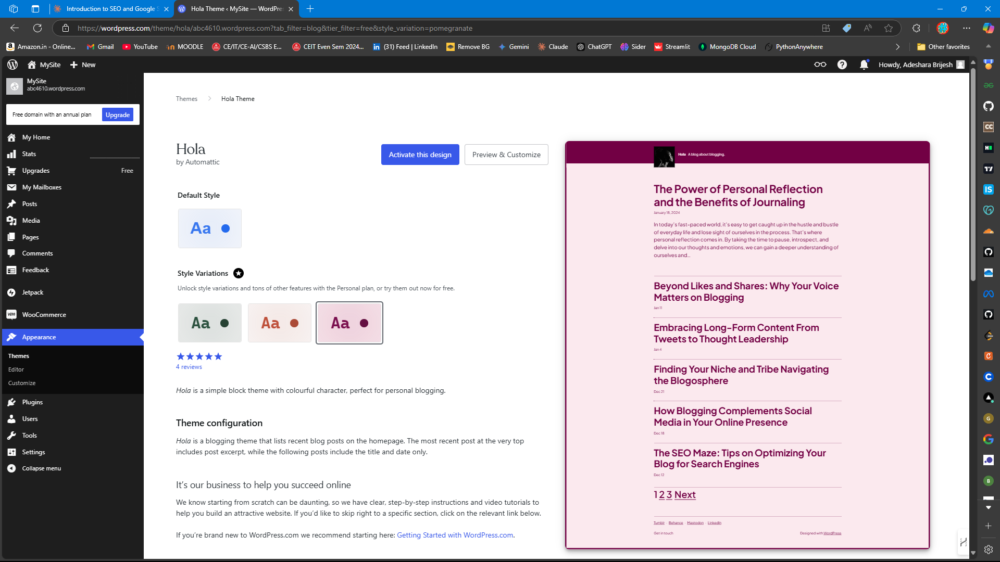 Introduction to SEO and Google S
Hola Theme ‹ MySite — WordPres
https://wordpress.com/theme/hola/abc4610.wordpress.com?tab_filter=blog&tier_filter=free&style_variation=pomegranate
Amazon.in - Online...
Gmail
YouTube
MOODLE
CE/IT/CE-AI/CSBS E...
CEIT Even Sem 2024...
(31) Feed | LinkedIn
Remove BG
Gemini
Claude
ChatGPT
Sider
Streamlit
MongoDB Cloud
PythonAnywhere
Other favorites
MySite
New
Howdy, Adeshara Brijesh
MySite
abc4610.wordpress.com
Free domain with an annual plan
Upgrade
My Home
Stats
Upgrades
Free
My Mailboxes
Posts
Media
Pages
Comments
Feedback
Jetpack
WooCommerce
Appearance
Themes
Editor
Customize
Plugins
Users
Tools
Settings
Collapse menu
Themes
Hola Theme
Hola
by Automattic
Activate this design
Preview & Customize
Default Style
Aa
Style Variations
Unlock style variations and tons of other features with the Personal plan, or try them out now for free.
Aa
Aa
Aa
4 reviews
Hola is a simple block theme with colourful character, perfect for personal blogging.
Theme configuration
Hola is a blogging theme that lists recent blog posts on the homepage. The most recent post at the very top
includes post excerpt, while the following posts include the title and date only.
It's our business to help you succeed online
We know starting from scratch can be daunting, so we have clear, step-by-step instructions and video tutorials to
help you build an attractive website. If you'd like to skip right to a specific section, click on the relevant link below.
If you're brand new to WordPress.com we recommend starting here: Getting Started with WordPress.com.
Hola A blog about blogging.
The Power of Personal Reflection
and the Benefits of Journaling
January 18, 2024
In today's fast-paced world, it's easy to get caught up in the hustle and bustle
of everyday life and lose sight of ourselves in the process. That's where
personal reflection comes in. By taking the time to pause, introspect, and
delve into our thoughts and emotions, we can gain a deeper understanding of
ourselves and...
Beyond Likes and Shares: Why Your Voice
Matters on Blogging
Jan 11
Embracing Long-Form Content From
Tweets to Thought Leadership
Jan 4
Finding Your Niche and Tribe Navigating
the Blogosphere
Dec 21
How Blogging Complements Social
Media in Your Online Presence
Dec 18
The SEO Maze: Tips on Optimizing Your
Blog for Search Engines
Dec 12
1 2 3 Next
Tumblr · Behance · Mastodon · LinkedIn
Get in touch
Designed with WordPress